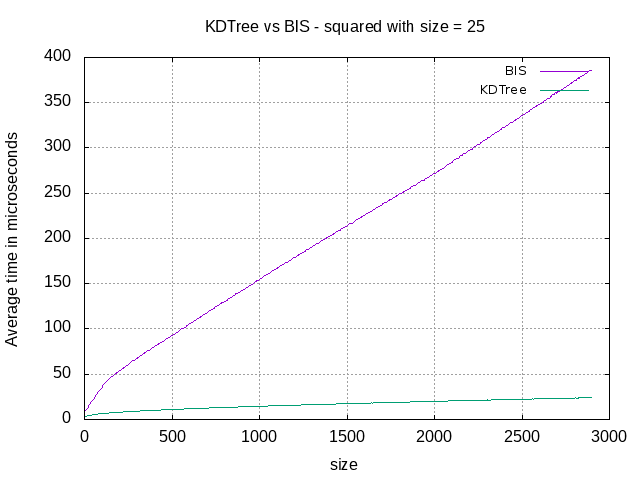 KDTree vs BIS - squared with size = 25
400
350
300
250
200
150
100
50
0
Average time in microseconds
BIS
KDTree
0 500 1000 1500 2000 2500 3000
size